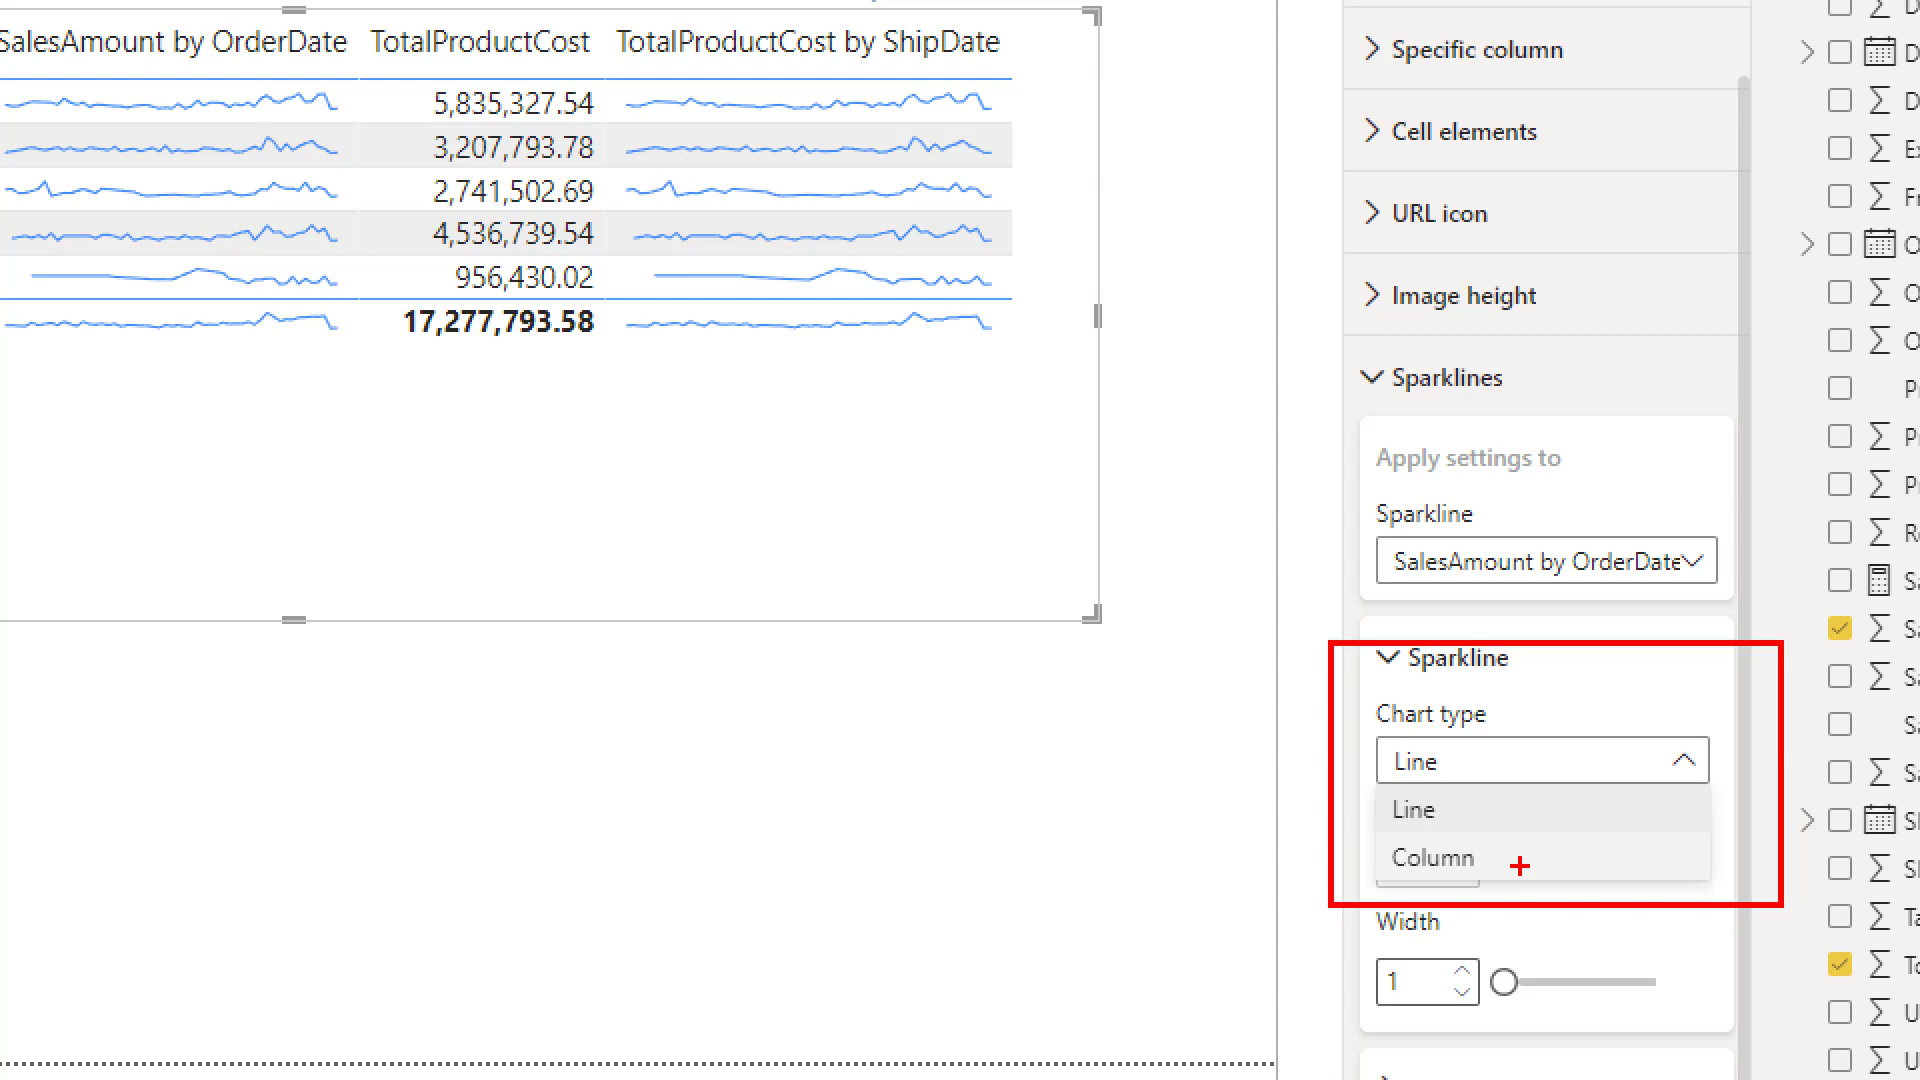 SalesAmount by OrderDate TotalProductCost TotalProductCost by ShipDate
5,835,327.54
3,207,793.78
2,741,502.69
4,536,739.54
956,430.02
17,277,793.58
Specific column
Cell elements
URL icon
Image height
Sparklines
Apply settings to
Sparkline
SalesAmount by OrderDate
Sparkline
Chart type
Line
Line
Column
Width
1